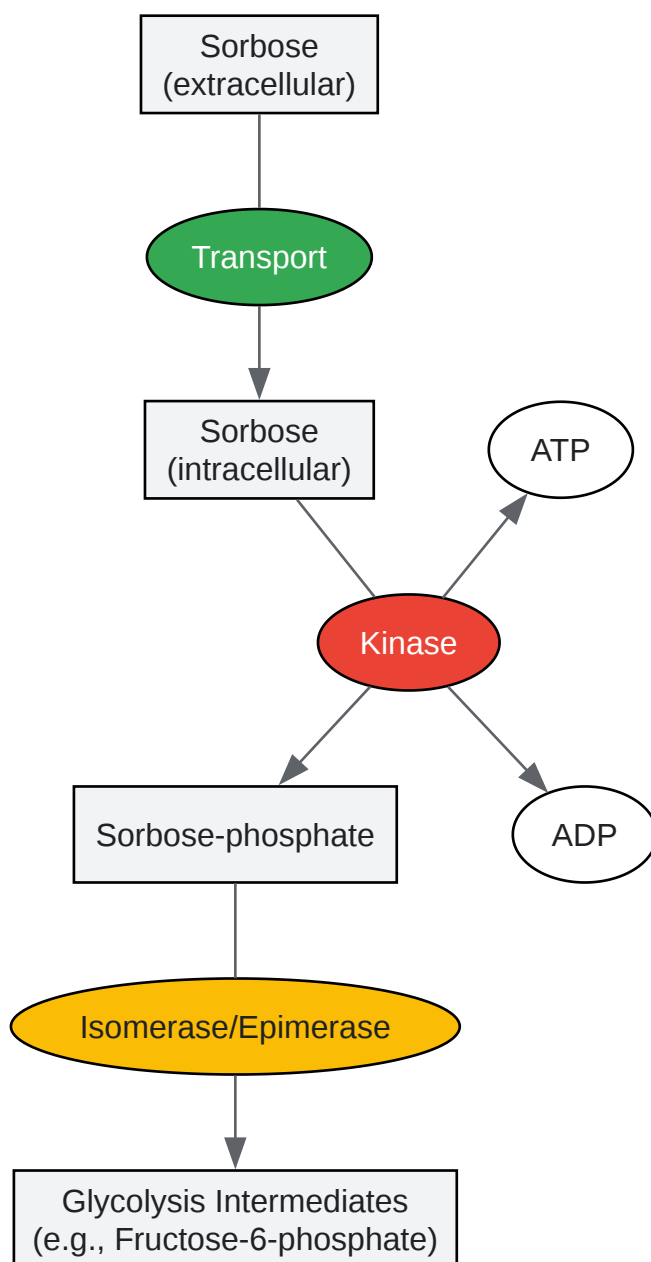 Sorbose
(extracellular)
Transport
Sorbose
(intracellular)
ATP
Kinase
Sorbose-phosphate
ADP
Isomerase/Epimerase
Glycolysis Intermediates
(e.g., Fructose-6-phosphate)